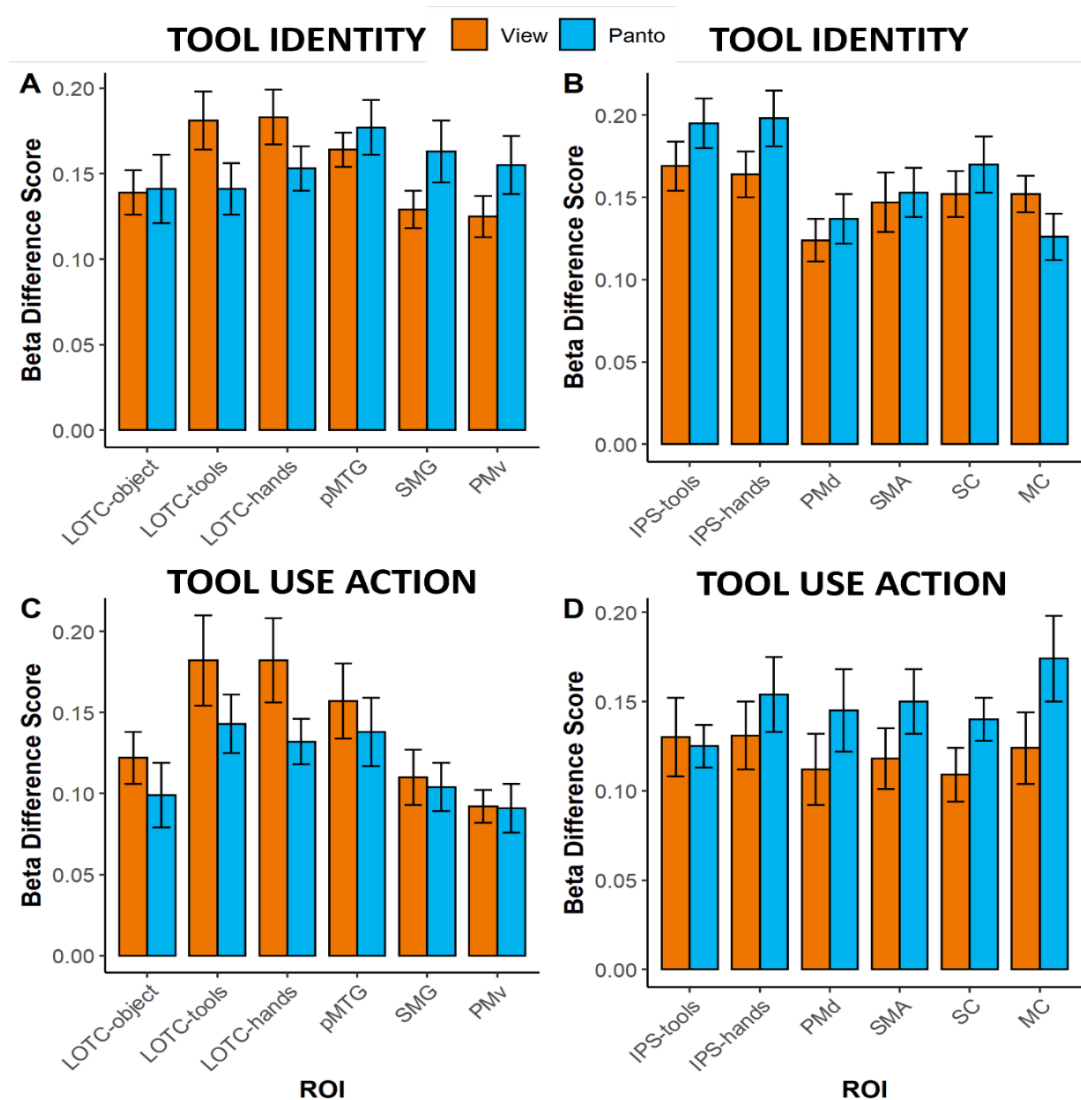 TOOL IDENTITY
View
Panto
TOOL IDENTITY
A
Beta Difference Score
0.20
0.15
0.10
0.05
0.00
LOTC-object
LOTC-tools
LOTC-hands
pMTG
SMG
PMv
B
Beta Difference Score
0.20
0.15
0.10
0.05
0.00
IPS-tools
IPS-hands
PMd
SMA
SC
MC
TOOL USE ACTION
C
Beta Difference Score
0.20
0.15
0.10
0.05
0.00
LOTC-object
LOTC-tools
LOTC-hands
pMTG
SMG
PMv
ROI
TOOL USE ACTION
D
Beta Difference Score
0.20
0.15
0.10
0.05
0.00
IPS-tools
IPS-hands
PMd
SMA
SC
MC
ROI